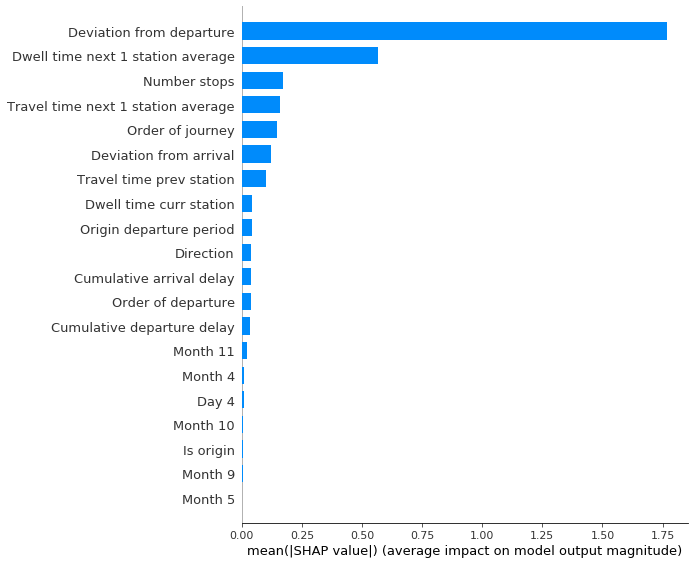 Deviation from departure
Dwell time next 1 station average
Number stops
Travel time next 1 station average
Order of journey
Deviation from arrival
Travel time prev station
Dwell time curr station
Origin departure period
Direction
Cumulative arrival delay
Order of departure
Cumulative departure delay
Month 11
Month 4
Day 4
Month 10
Is origin
Month 9
Month 5
0.00 0.25 0.50 0.75 1.00 1.25 1.50 1.75
mean(|SHAP value|) (average impact on model output magnitude)